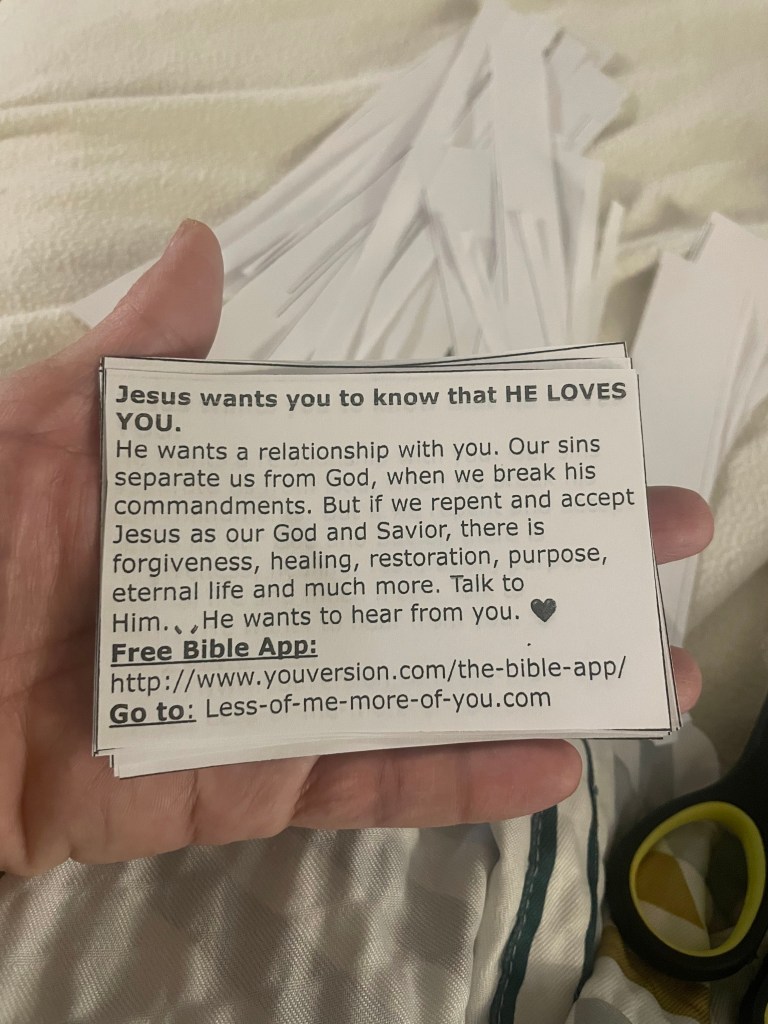 Jesus wants you to know that HE LOVES
YOU.
He wants a relationship with you. Our sins
separate us from God, when we break his
commandments. But if we repent and accept
Jesus as our God and Savior, there is
forgiveness, healing, restoration, purpose,
eternal life and much more. Talk to
Him.,,He wants to hear from you. ♥
Free Bible App:
http://www.youversion.com/the-bible-app/
Go to: Less-of-me-more-of-you.com